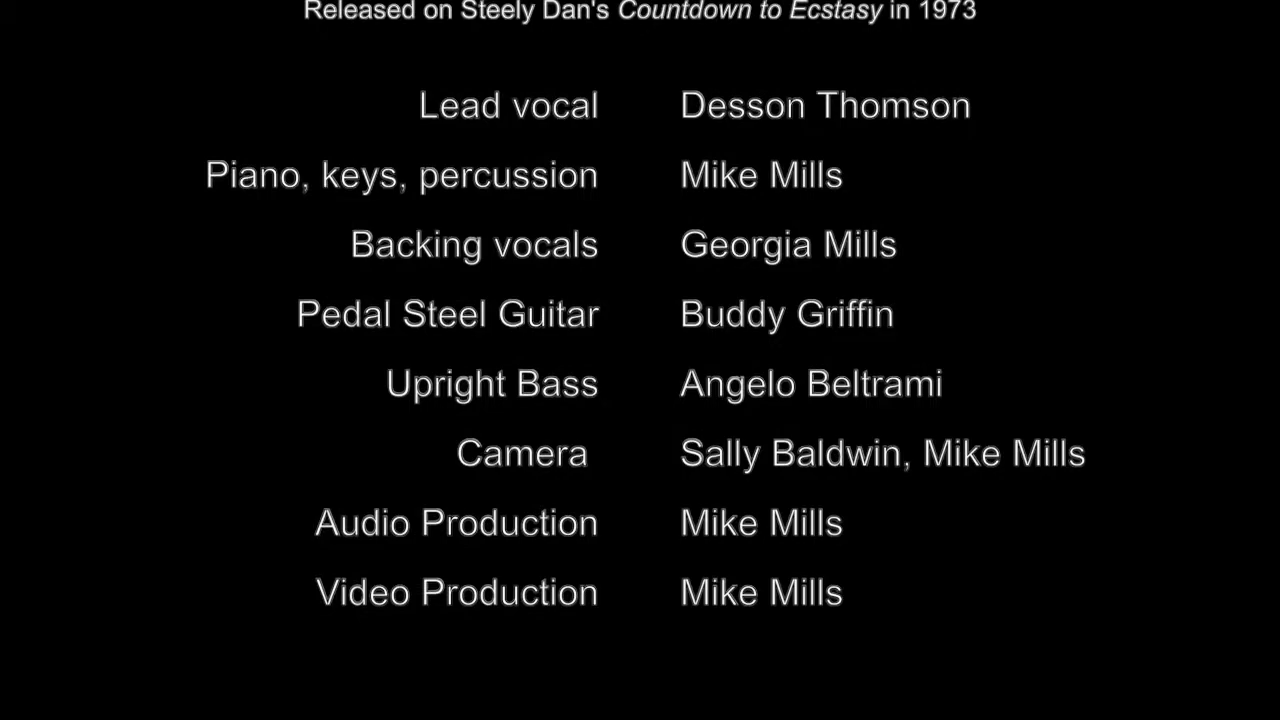 Released on Steely Dan's Countdown to Ecstasy in 1973
Lead vocal Desson Thomson
Piano, keys, percussion Mike Mills
Backing vocals Georgia Mills
Pedal Steel Guitar Buddy Griffin
Upright Bass Angelo Beltrami
Camera Sally Baldwin, Mike Mills
Audio Production Mike Mills
Video Production Mike Mills